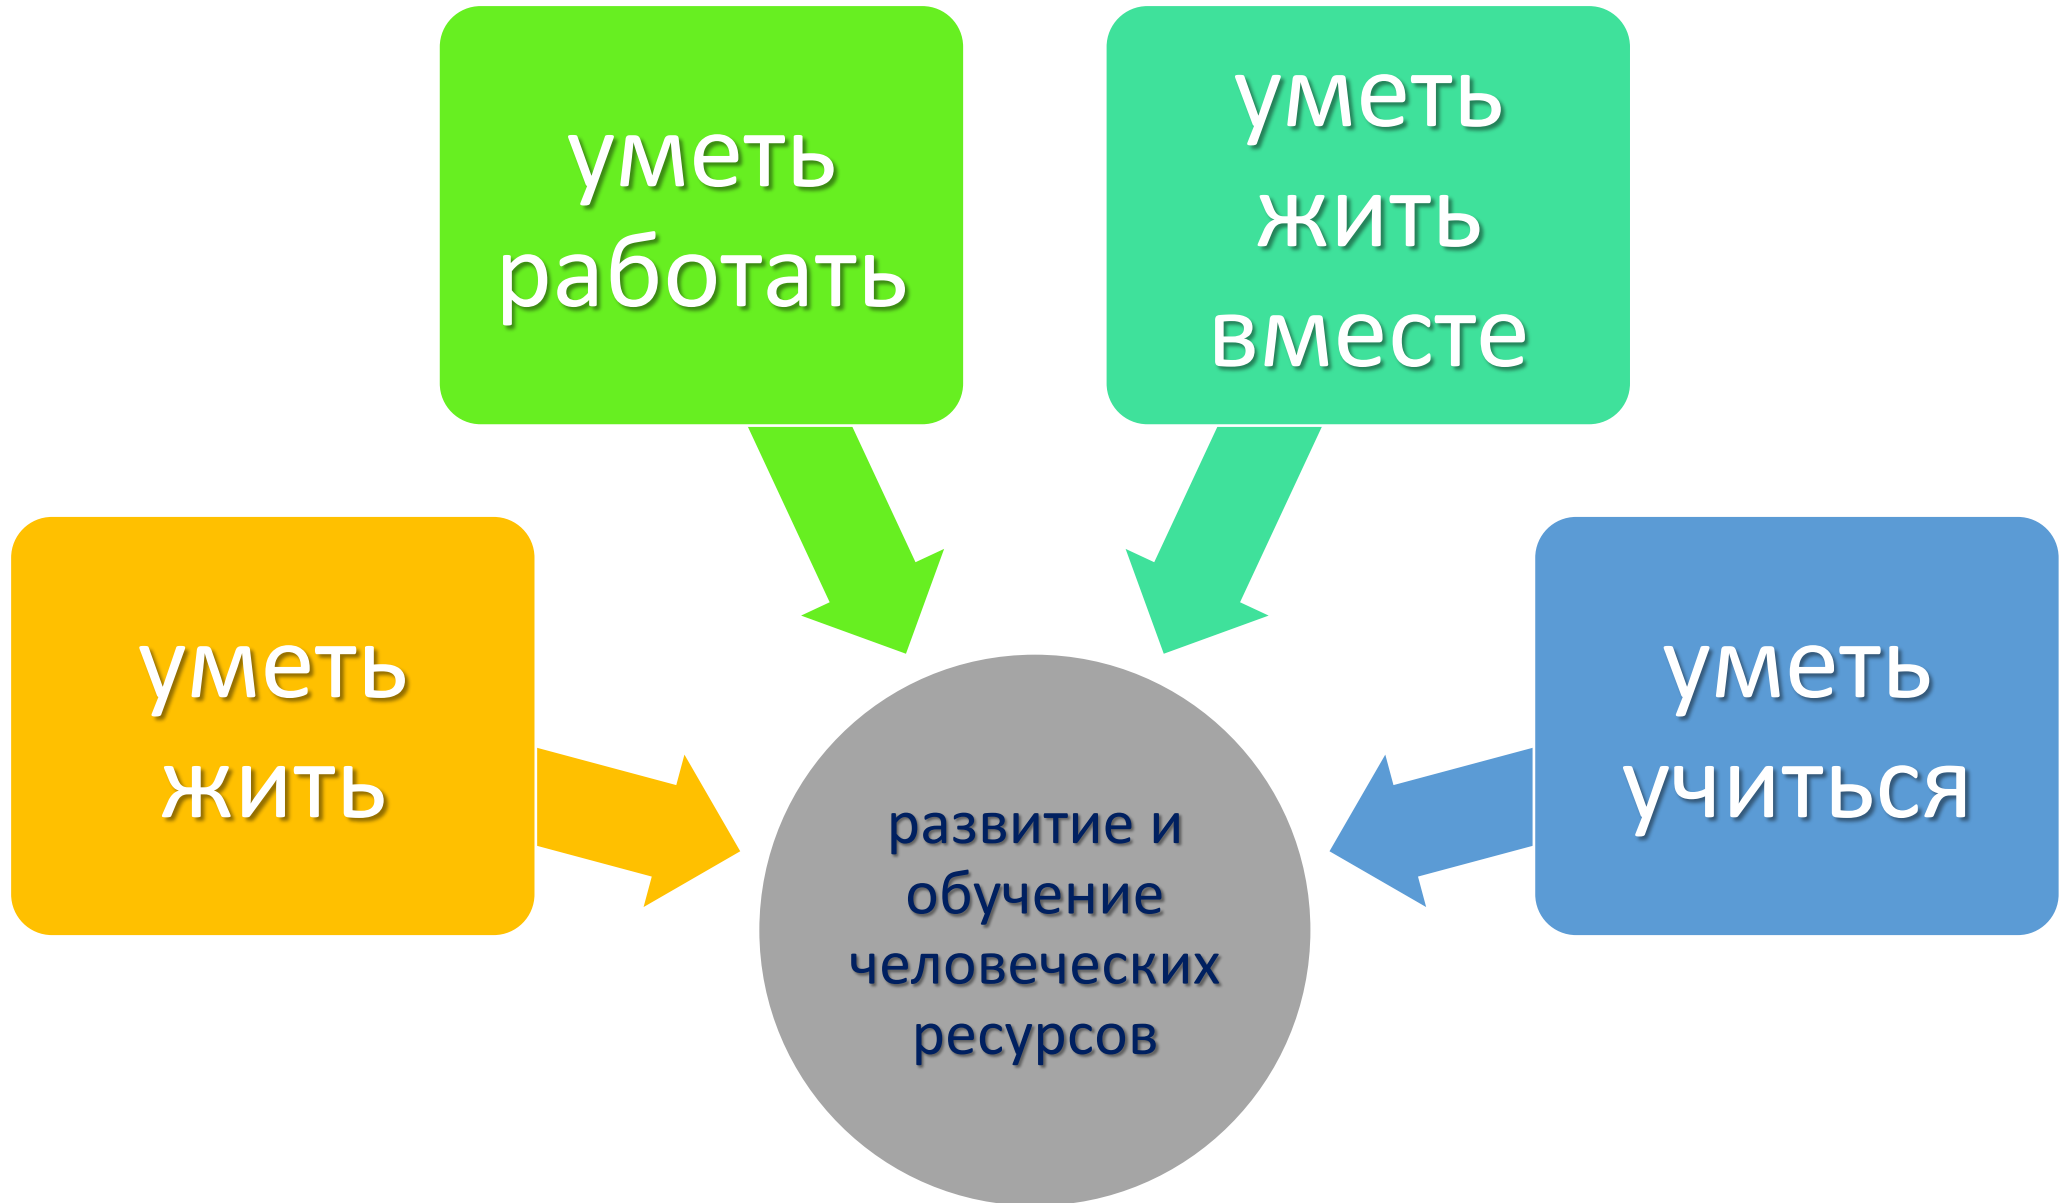 уметь
работать
уметь
жить
вместе
уметь
жить
уметь
учиться
развитие и
обучение
человеческих
ресурсов